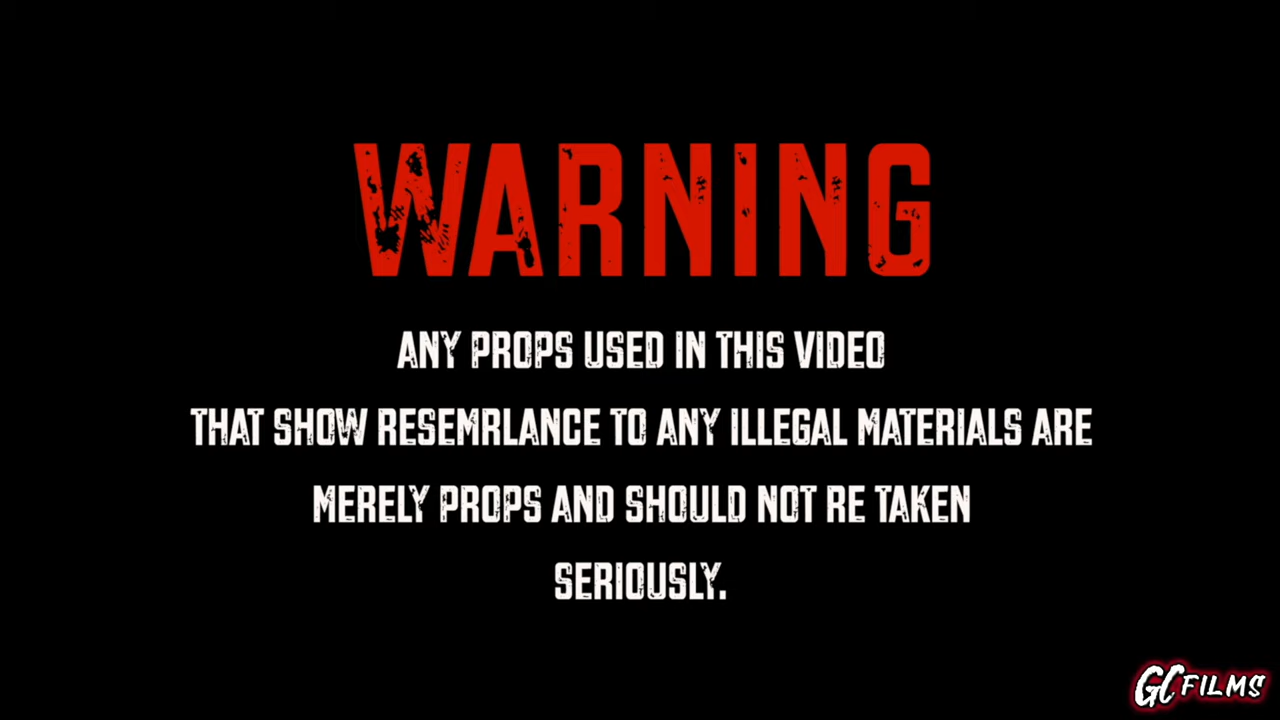 WARNING
ANY PROPS USED IN THIS VIDEO
THAT SHOW RESEMRLANCE TO ANY ILLEGAL MATERIALS ARE
MERELY PROPS AND SHOULD NOT RE TAKEN
SERIOUSLY.
GC FILMS